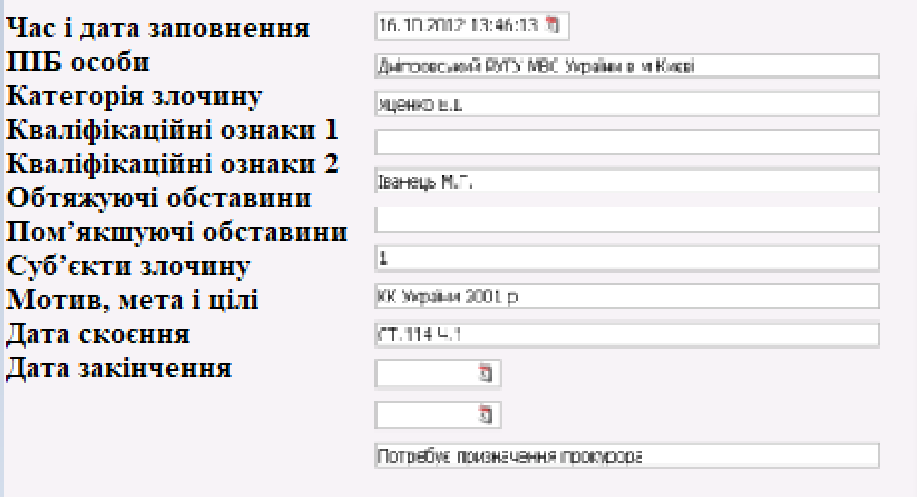 Час і дата заповнення
16.10.2012 13:46:13
ПІБ особи
Дніпровський РУГУ МВС України в м Києві
Категорія злочину
Кваліфікаційні ознаки 1
Кваліфікаційні ознаки 2
Іванець М.Г.
Обтяжуючі обставини
Пом’якшуючі обставини
1
Суб’єкти злочину
Мотив, мета і цілі
КК України 2001 р
Дата скоєння
СТ.114 Ч.1
Дата закінчення
Потребує призначення прокурора